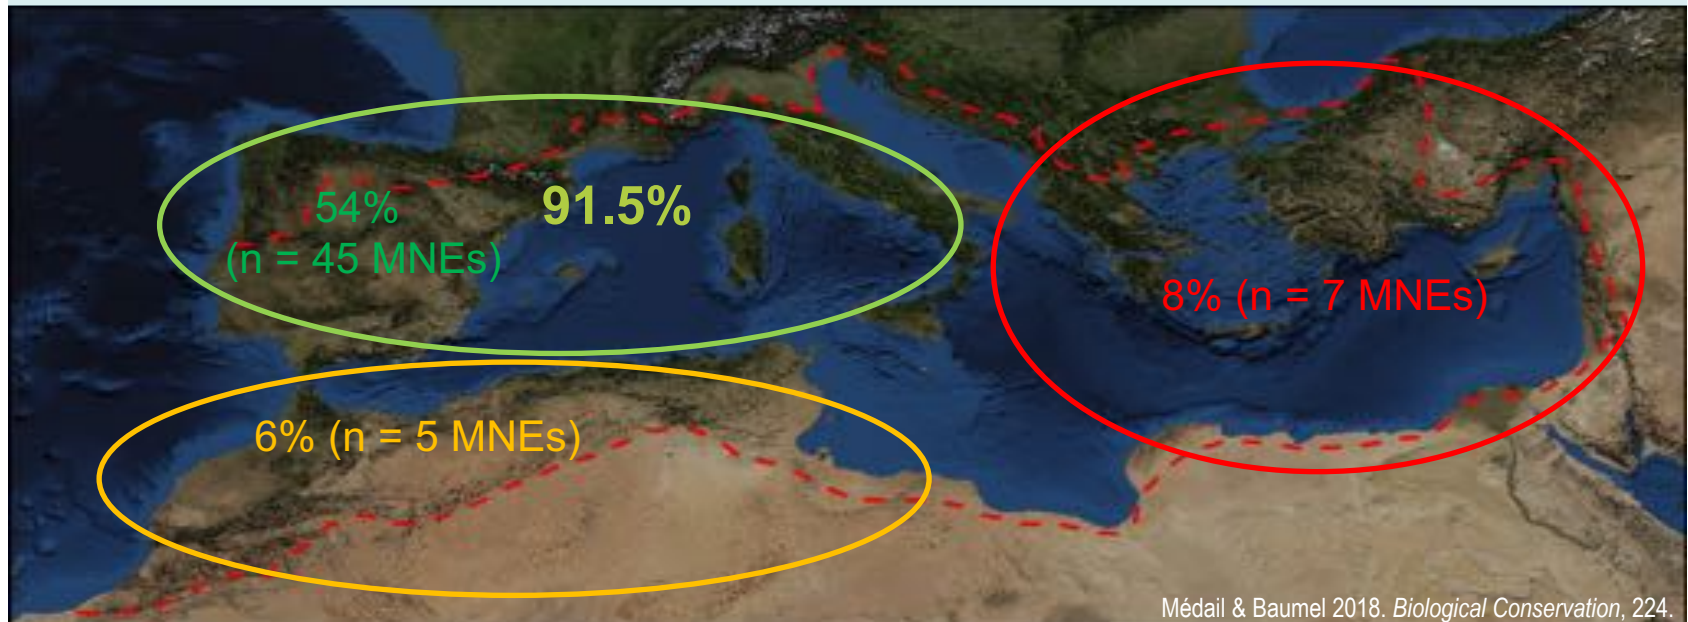 54%
91.5%
(n = 45 MNEs)
8% (n = 7 MNEs)
6% (n = 5 MNEs)
Médail & Baumel 2018. Biological Conservation, 224.